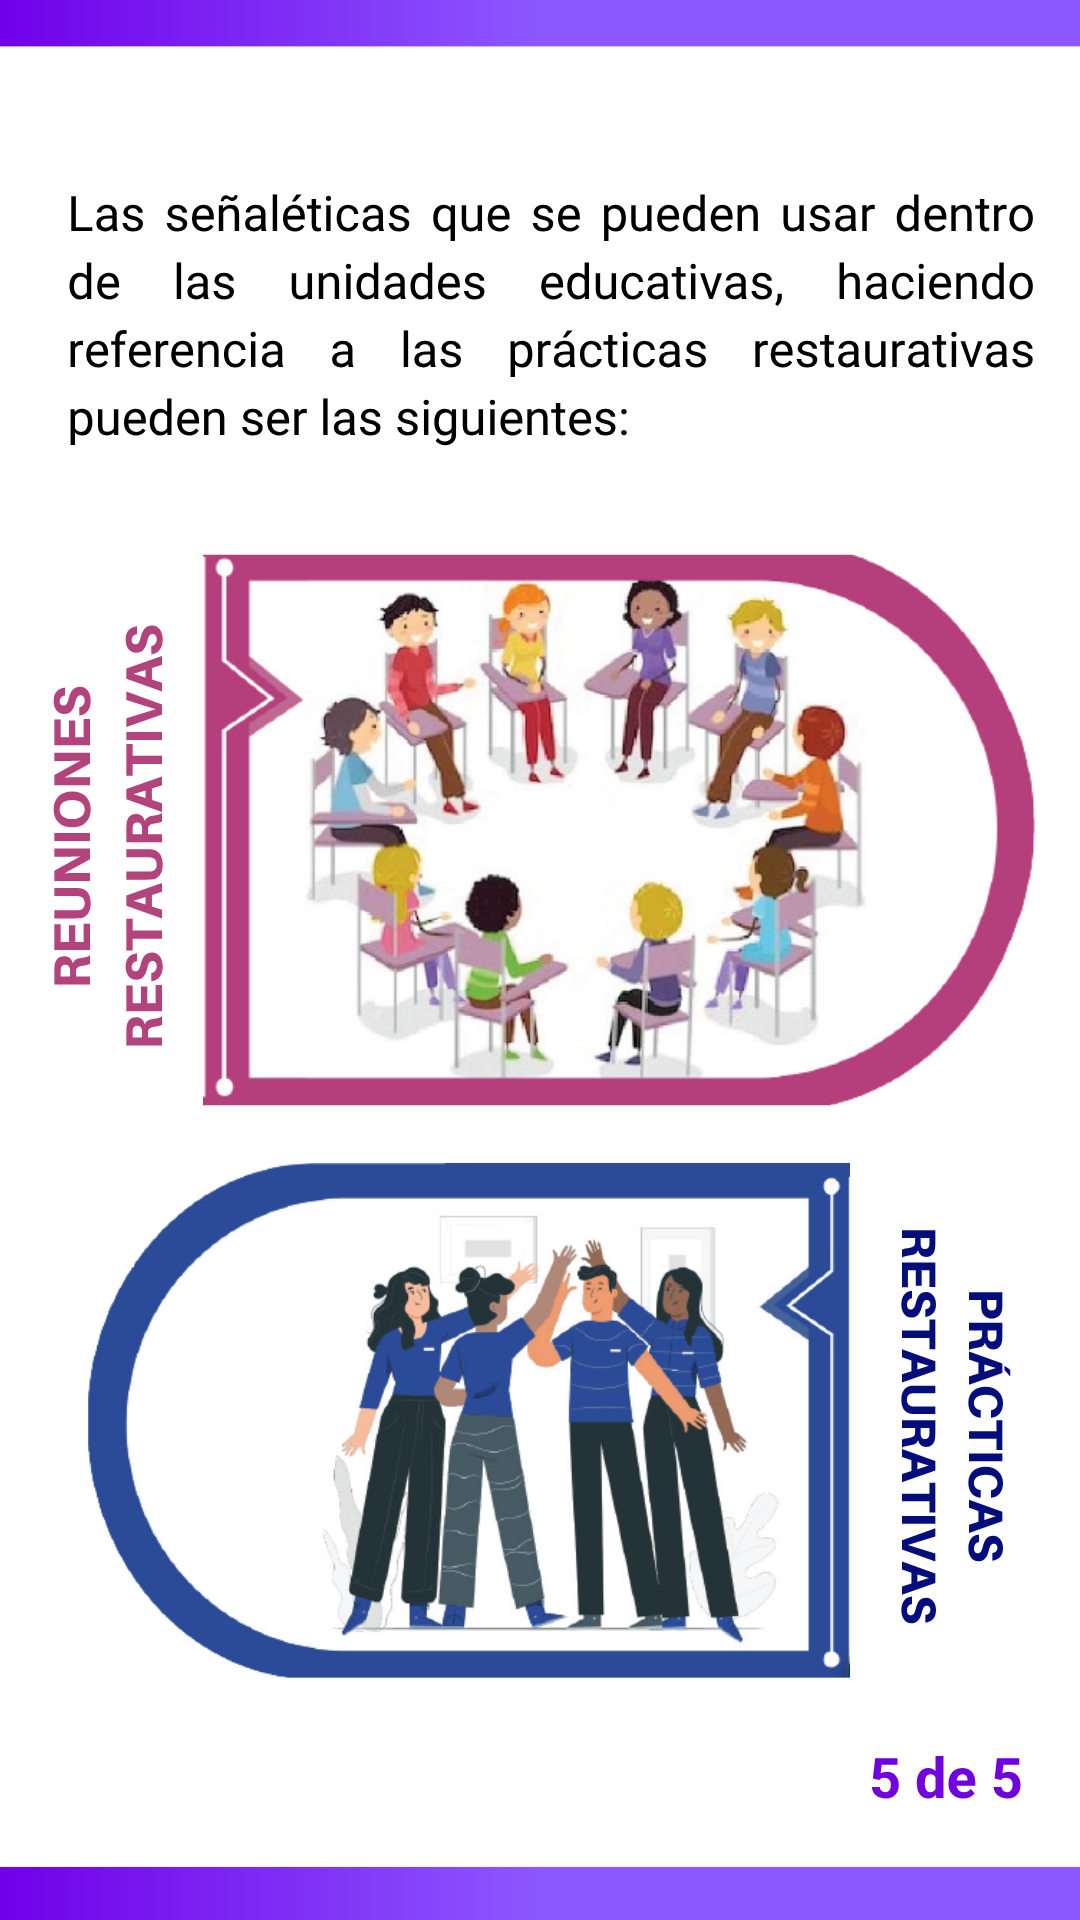 Las señaléticas que se pueden usar dentro
de las unidades educativas, haciendo
referencia a las prácticas restaurativas
pueden ser las siguientes:
REUNIONES
RESTAURATIVAS
PRÁCTICAS
RESTAURATIVAS
5 de 5